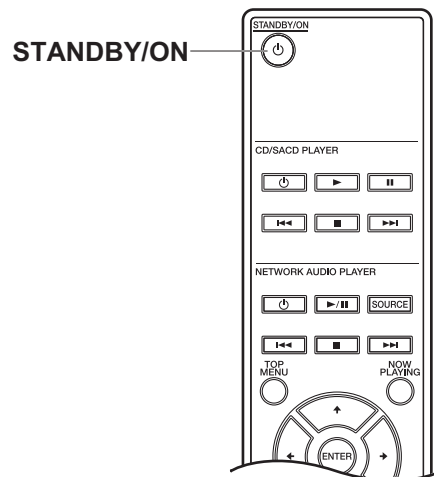 STANDBY/ON
STANDBY/ON
CD/SACD PLAYER
NETWORK AUDIO PLAYER
SOURCE
TOP
MENU
NOW
PLAYING
ENTER